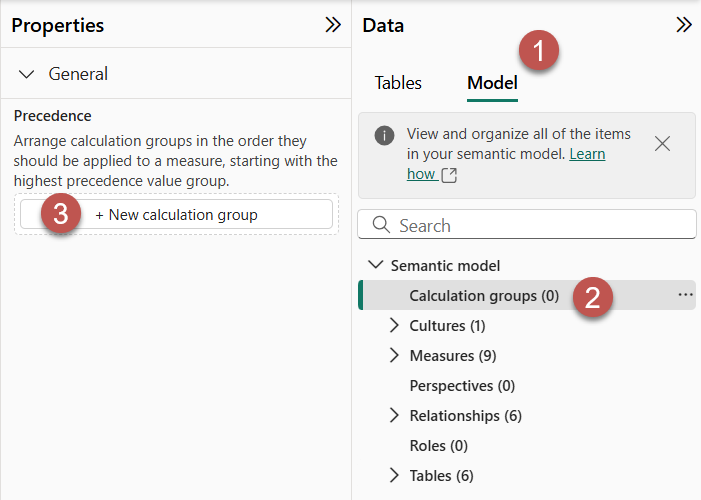 Properties
General
Precedence
Arrange calculation groups in the order they
should be applied to a measure, starting with the
highest precedence value group.
3
+ New calculation group
Data
1
Tables
Model
View and organize all of the items
in your semantic model. Learn
how
Search
Semantic model
Calculation groups (0)
2
Cultures (1)
Measures (9)
Perspectives (0)
Relationships (6)
Roles (0)
Tables (6)